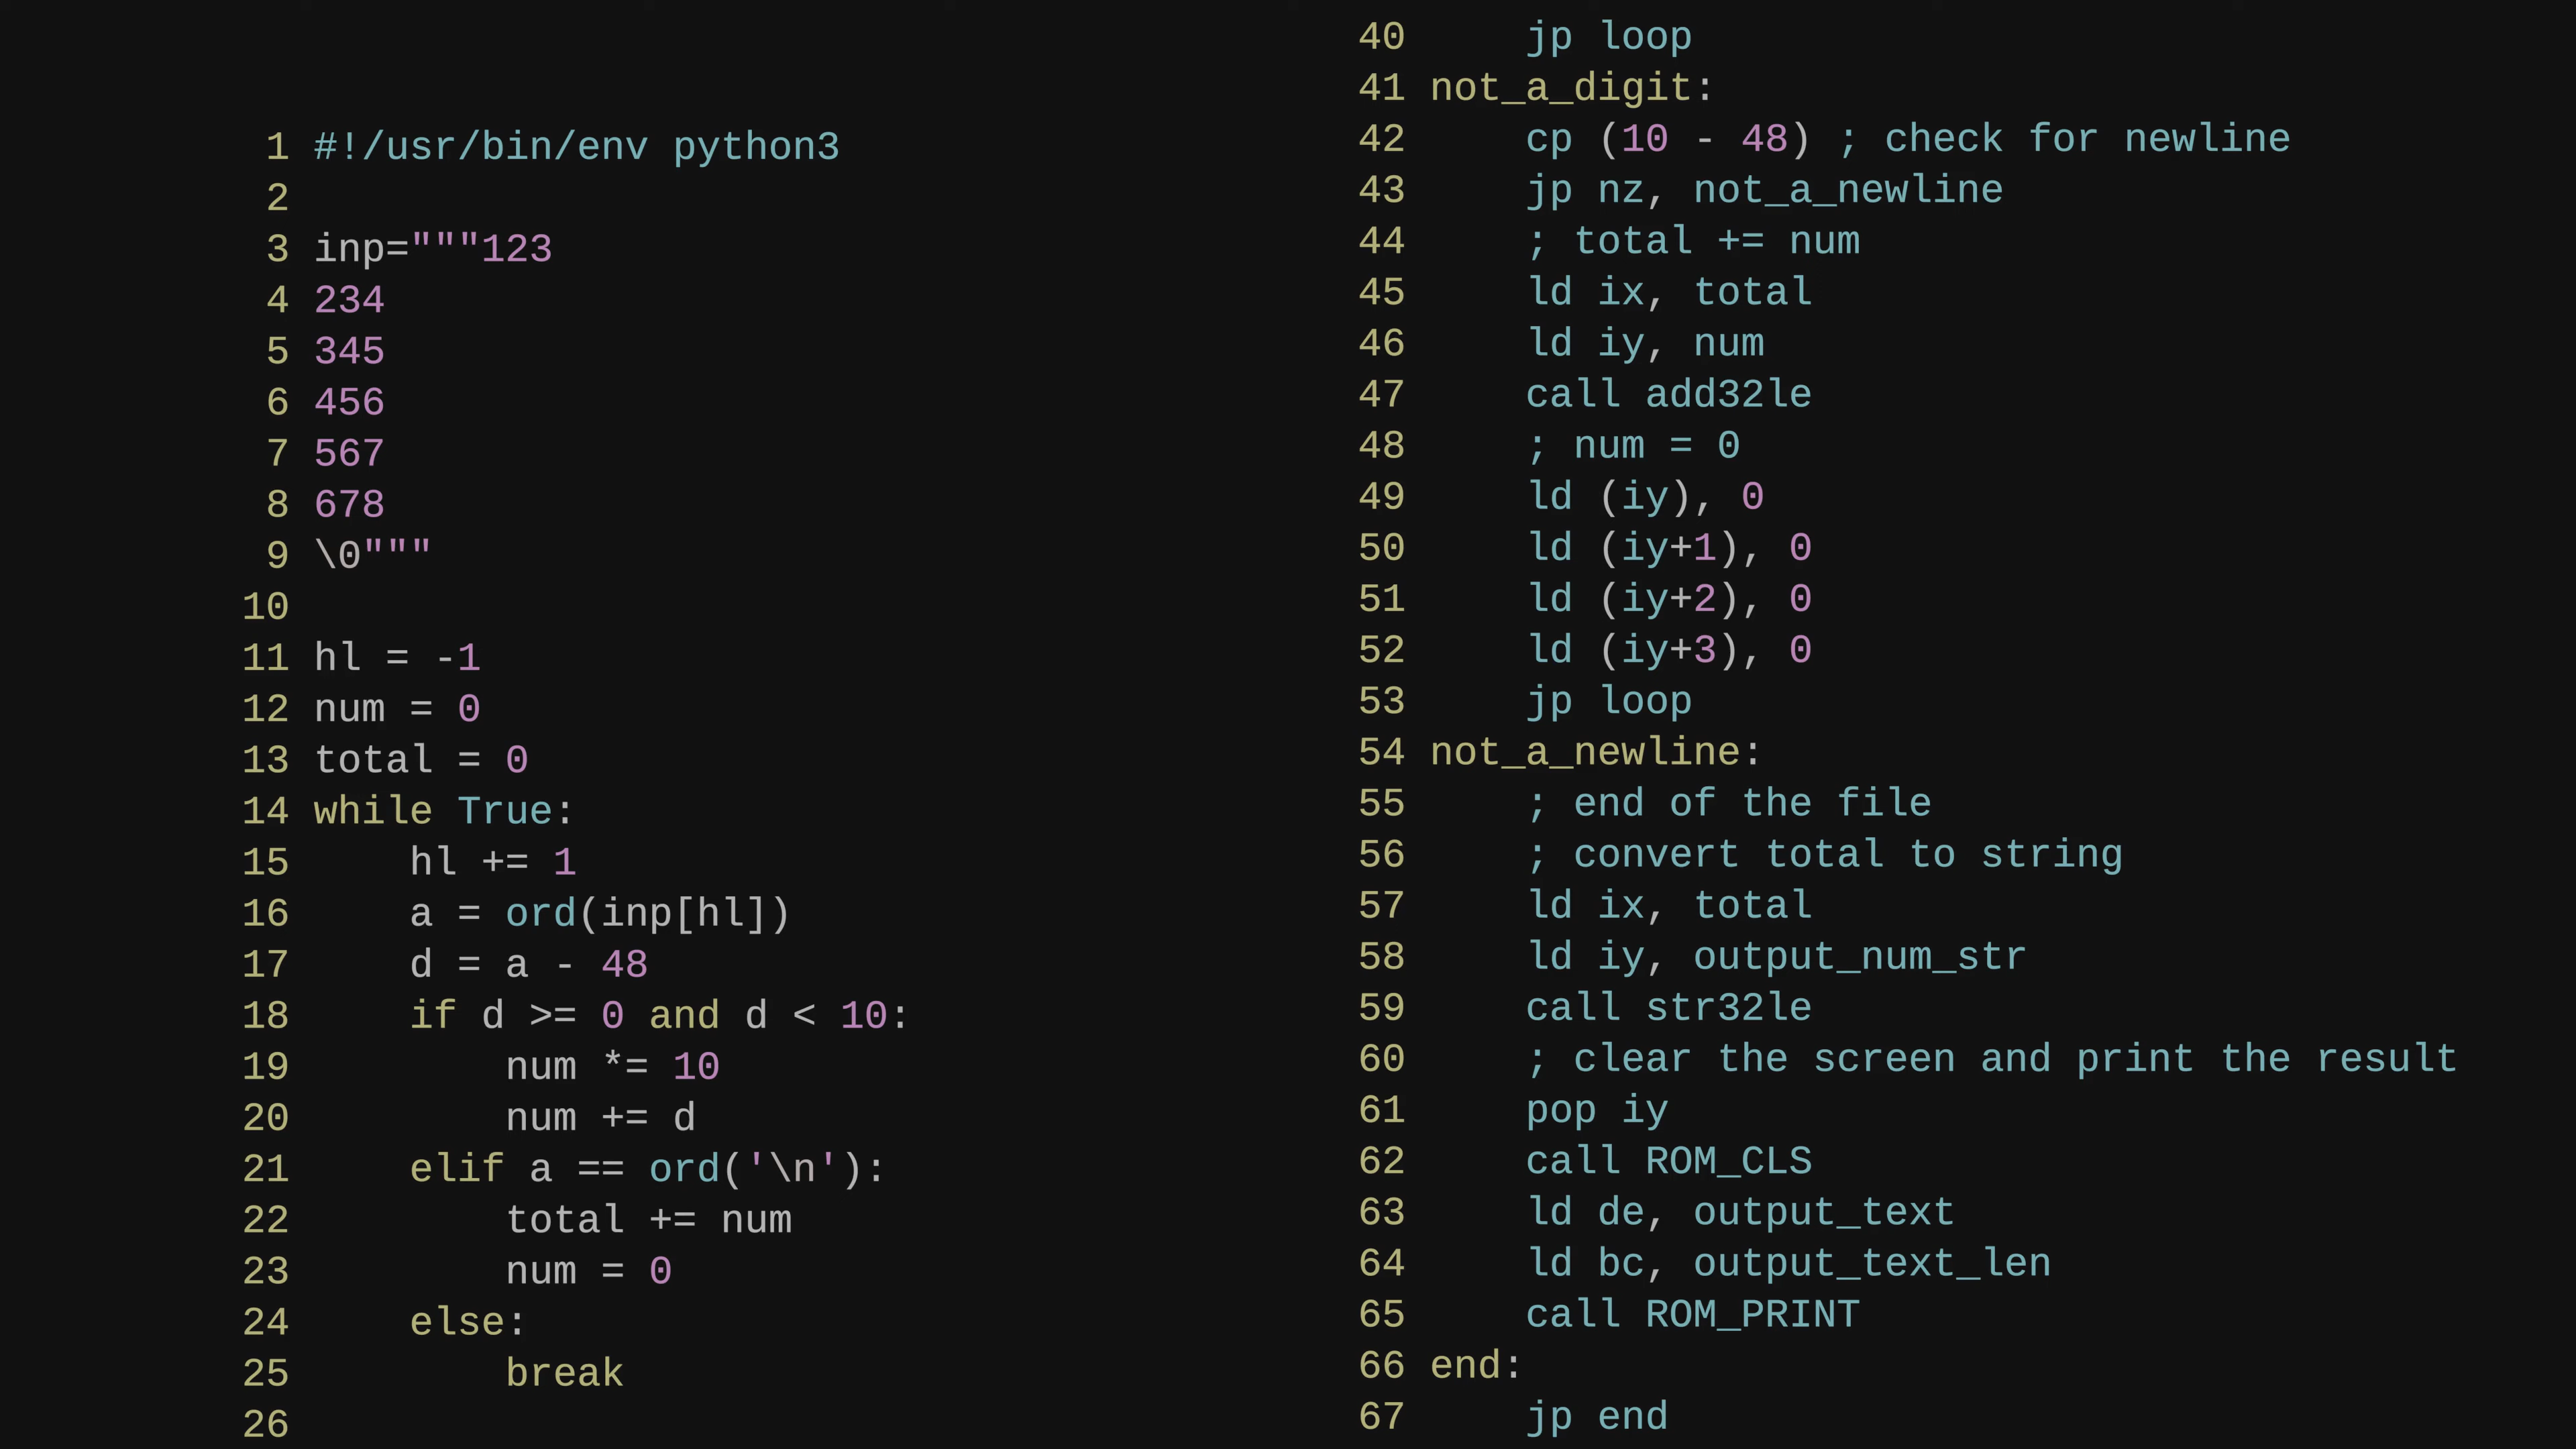 1 #!/usr/bin/env python3
2
3 inp="""123
4 234
5 345
6 456
7 567
8 678
9 \0"""
10
11 hl = -1
12 num = 0
13 total = 0
14 while True:
15     hl += 1
16     a = ord(inp[hl])
17     d = a - 48
18     if d >= 0 and d < 10:
19         num *= 10
20         num += d
21     elif a == ord('\n'):
22         total += num
23         num = 0
24     else:
25         break
26
40     jp loop
41 not_a_digit:
42     cp (10 - 48) ; check for newline
43     jp nz, not_a_newline
44     ; total += num
45     ld ix, total
46     ld iy, num
47     call add32le
48     ; num = 0
49     ld (iy), 0
50     ld (iy+1), 0
51     ld (iy+2), 0
52     ld (iy+3), 0
53     jp loop
54 not_a_newline:
55     ; end of the file
56     ; convert total to string
57     ld ix, total
58     ld iy, output_num_str
59     call str32le
60     ; clear the screen and print the result
61     pop iy
62     call ROM_CLS
63     ld de, output_text
64     ld bc, output_text_len
65     call ROM_PRINT
66 end:
67     jp end